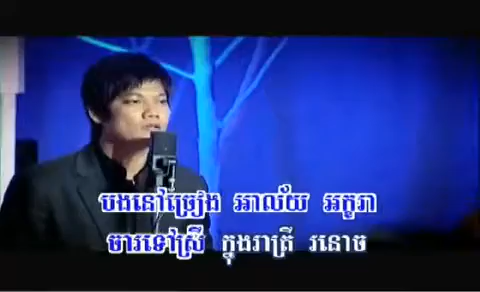 បងនៅច្រៀង អាល័យ អក្ខរា
ចារទៅស្រី ក្នុងរាត្រី រនោច